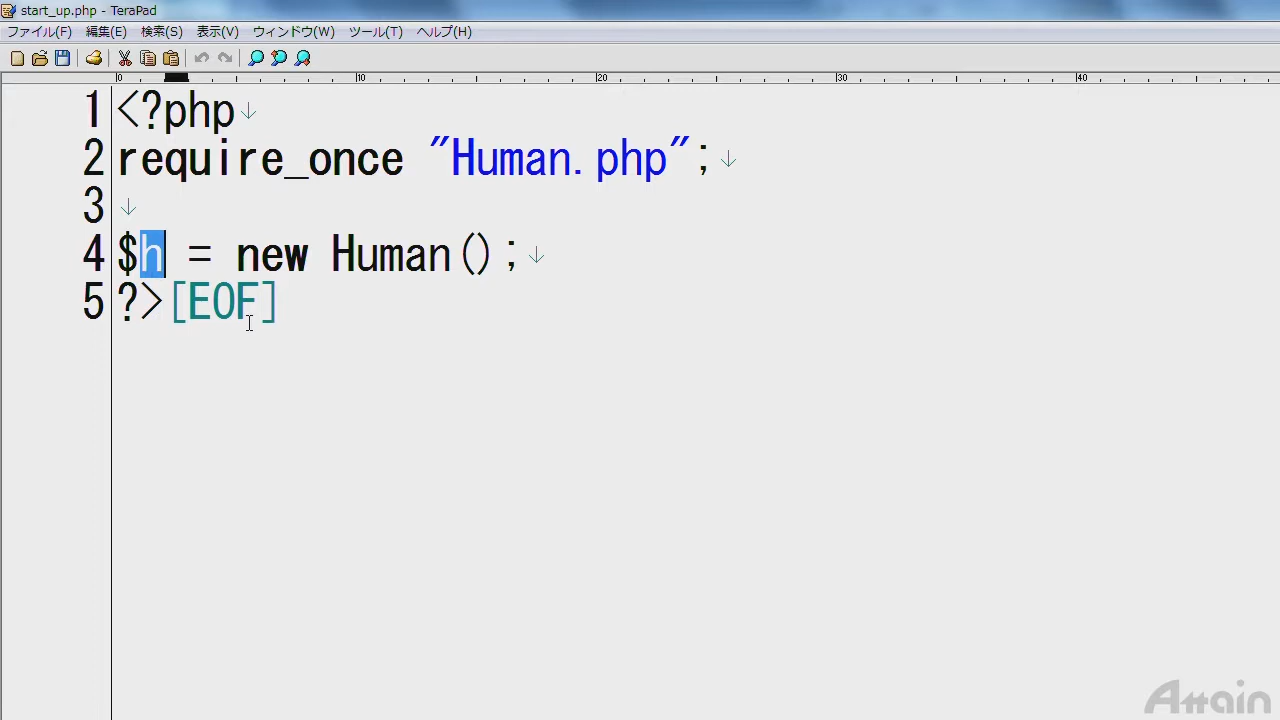 start_up.php - TeraPad
ファイル(F) 編集(E) 検索(S) 表示(V) ウィンドウ(W) ツール(T) ヘルプ(H)
0 10 20 30 40
1 <?php↓
2 require_once "Human.php";↓
3 ↓
4 $h = new Human();↓
5 ?>[EOF]
Attain